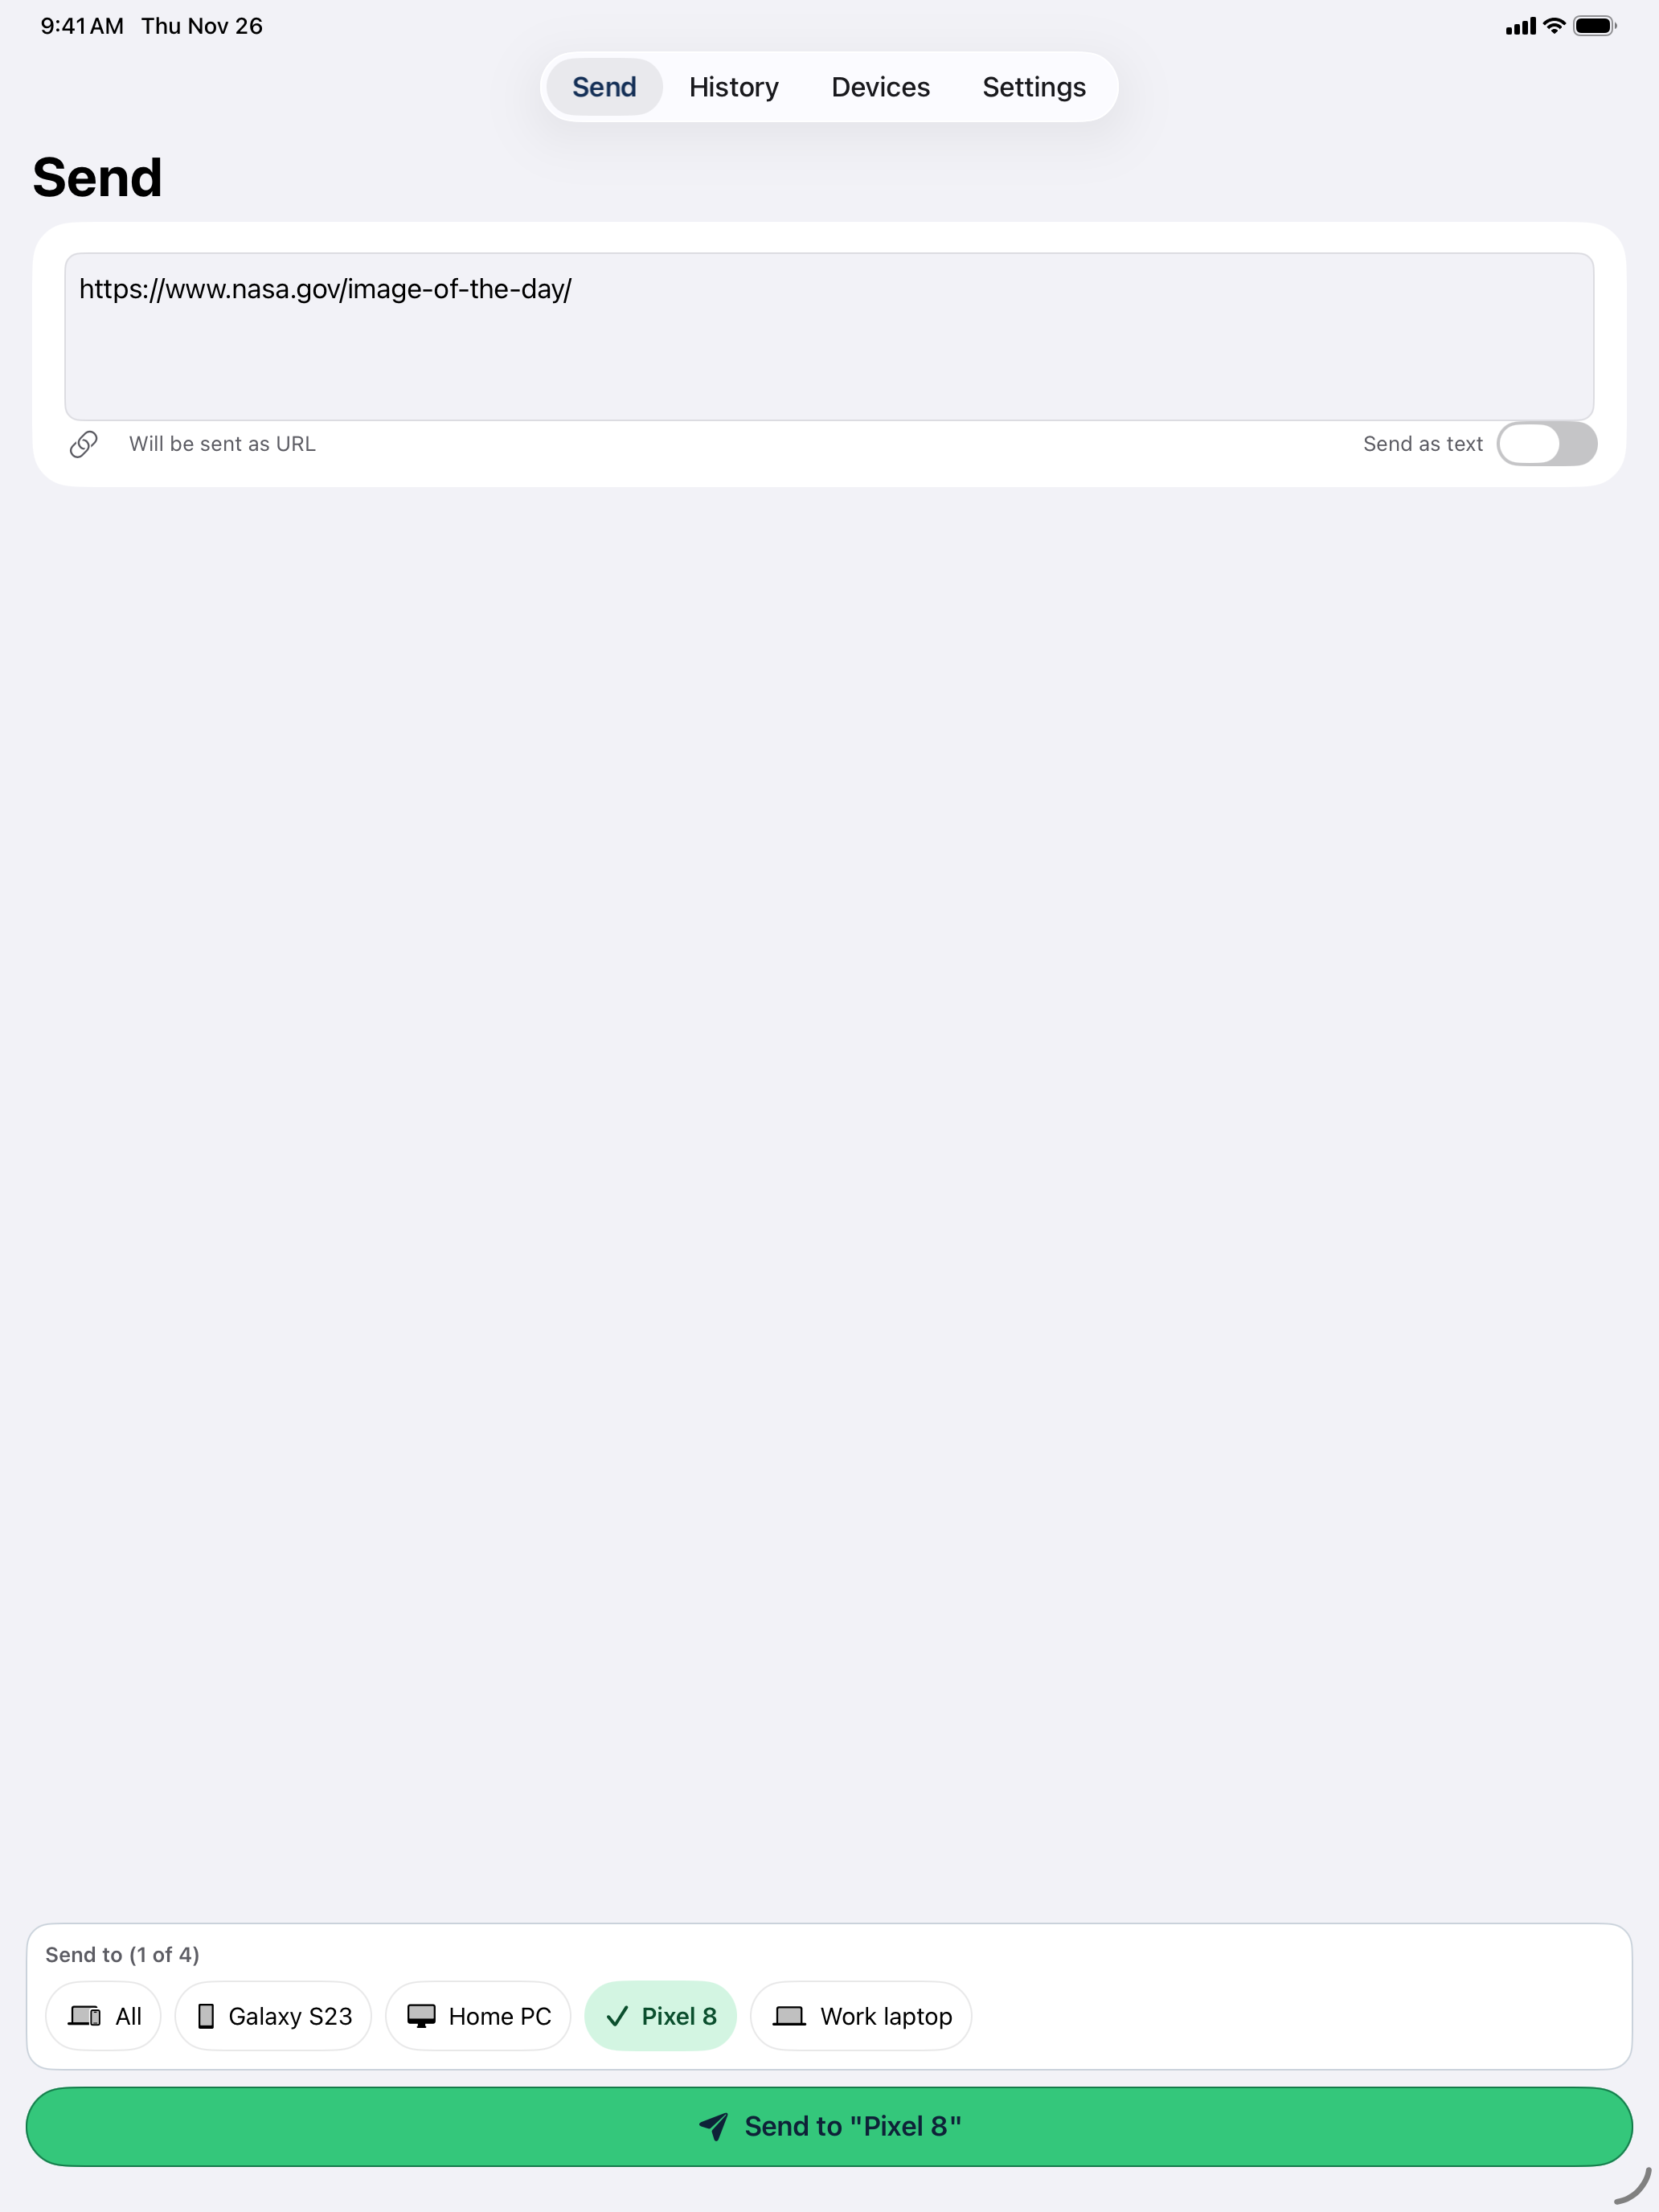 9:41 AM Thu Nov 26
Send History Devices Settings
Send
https://www.nasa.gov/image-of-the-day/
Will be sent as URL Send as text
Send to (1 of 4)
All Galaxy S23 Home PC Pixel 8 Work laptop
Send to "Pixel 8"